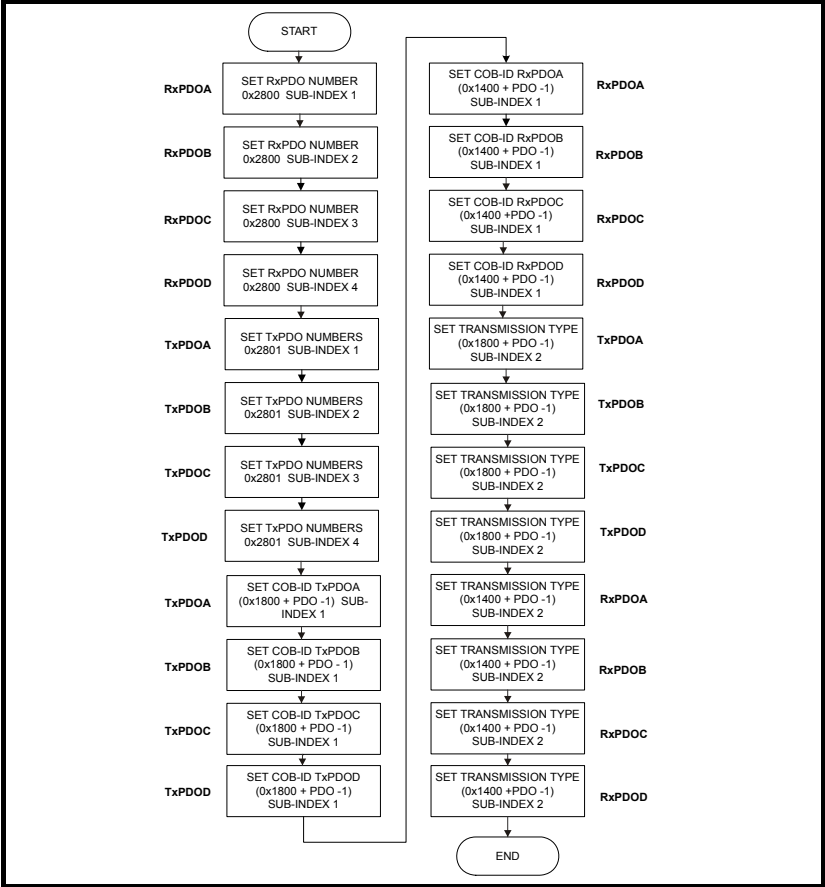 START
RxPDOA
SET RxPDO NUMBER
0x2800 SUB-INDEX 1
RxPDOB
SET RxPDO NUMBER
0x2800 SUB-INDEX 2
RxPDOC
SET RxPDO NUMBER
0x2800 SUB-INDEX 3
RxPDOD
SET RxPDO NUMBER
0x2800 SUB-INDEX 4
TxPDOA
SET TxPDO NUMBERS
0x2801 SUB-INDEX 1
TxPDOB
SET TxPDO NUMBERS
0x2801 SUB-INDEX 2
TxPDOC
SET TxPDO NUMBERS
0x2801 SUB-INDEX 3
TxPDOD
SET TxPDO NUMBERS
0x2801 SUB-INDEX 4
TxPDOA
SET COB-ID TxPDOA
(0x1800 + PDO -1) SUB-
INDEX 1
TxPDOB
SET COB-ID TxPDOB
(0x1800 + PDO - 1)
SUB-INDEX 1
TxPDOC
SET COB-ID TxPDOC
(0x1800 + PDO -1)
SUB-INDEX 1
TxPDOD
SET COB-ID TxPDOD
(0x1800 + PDO -1)
SUB-INDEX 1
SET COB-ID RxPDOA
(0x1400 + PDO -1)
SUB-INDEX 1
RxPDOA
SET COB-ID RxPDOB
(0x1400 + PDO -1)
SUB-INDEX 1
RxPDOB
SET COB-ID RxPDOC
(0x1400 +PDO -1)
SUB-INDEX 1
RxPDOC
SET COB-ID RxPDOD
(0x1400 + PDO -1)
SUB-INDEX 1
RxPDOD
SET TRANSMISSION TYPE
(0x1800 + PDO -1)
SUB-INDEX 2
TxPDOA
SET TRANSMISSION TYPE
(0x1800 + PDO -1)
SUB-INDEX 2
TxPDOB
SET TRANSMISSION TYPE
(0x1800 + PDO -1)
SUB-INDEX 2
TxPDOC
SET TRANSMISSION TYPE
(0x1800 + PDO -1)
SUB-INDEX 2
TxPDOD
SET TRANSMISSION TYPE
(0x1400 + PDO -1)
SUB-INDEX 2
RxPDOA
SET TRANSMISSION TYPE
(0x1400 + PDO -1)
SUB-INDEX 2
RxPDOB
SET TRANSMISSION TYPE
(0x1400 + PDO -1)
SUB-INDEX 2
RxPDOC
SET TRANSMISSION TYPE
(0x1400 +PDO -1)
SUB-INDEX 2
RxPDOD
END